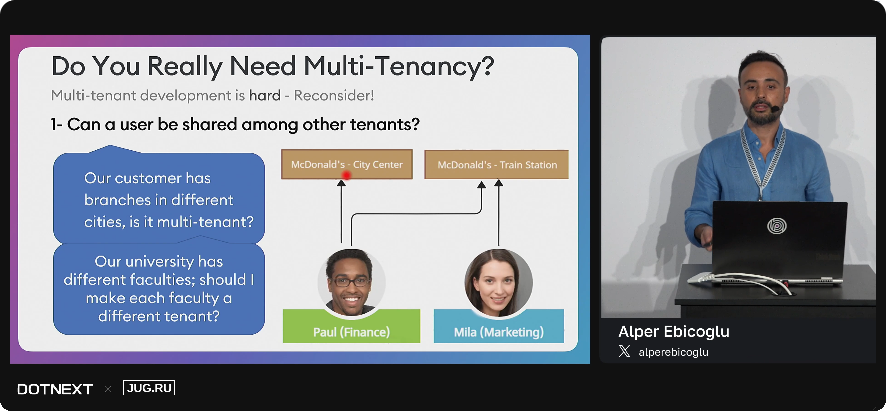 Do You Really Need Multi-Tenancy?
Multi-tenant development is hard - Reconsider!
1- Can a user be shared among other tenants?
Our customer has
branches in different
cities, is it multi-tenant?
Our university has
different faculties; should I
make each faculty a
different tenant?
McDonald's - City Center
McDonald's - Train Station
Paul (Finance)
Mila (Marketing)
Alper Ebicoglu
X alperebicoglu
DOTNEXT × JUG.RU